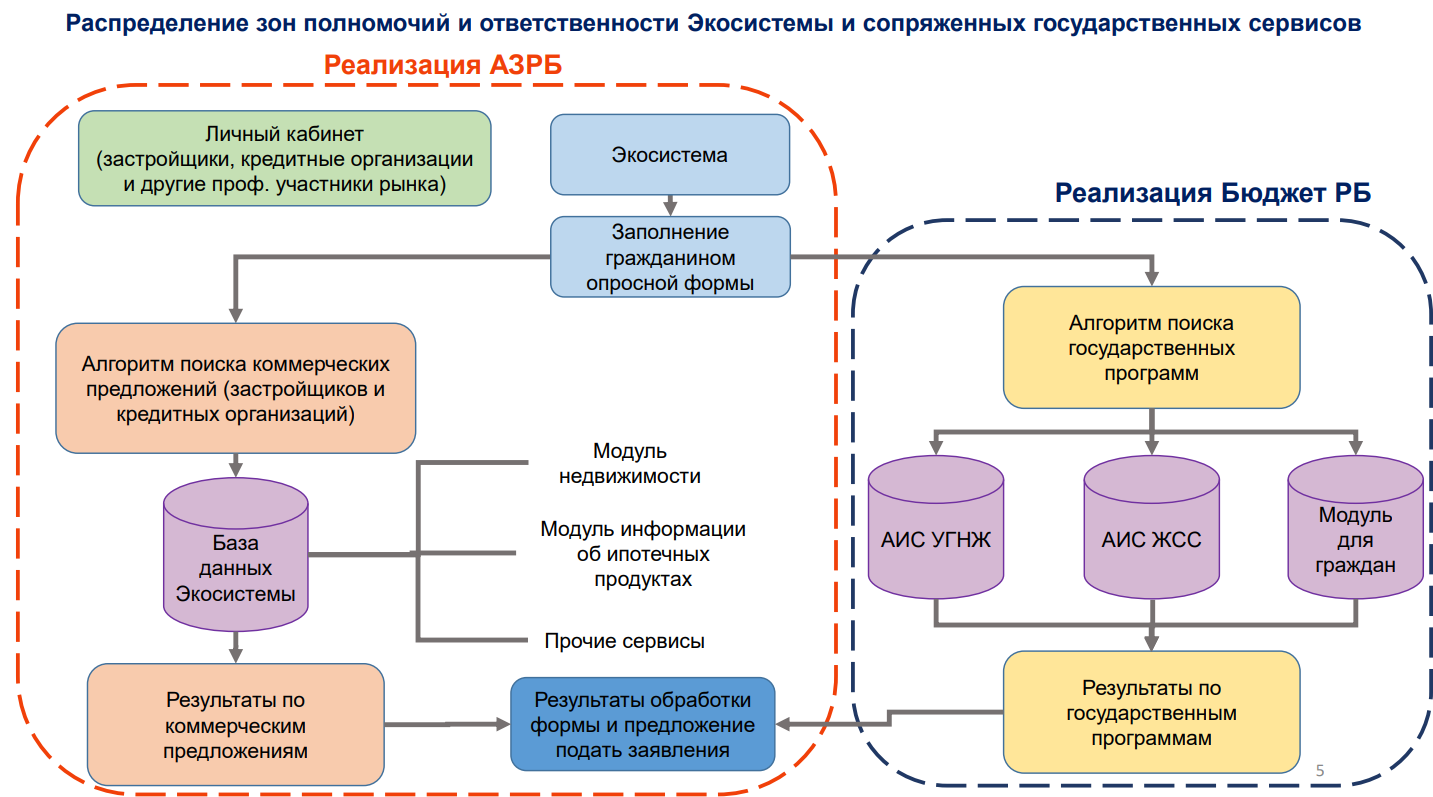 Распределение зон полномочий и ответственности Экосистемы и сопряженных государственных сервисов
Реализация АЗРБ
Личный кабинет
(застройщики, кредитные организации
и другие проф. участники рынка)
Экосистема
Реализация Бюджет РБ
Заполнение
гражданином
опросной формы
Алгоритм поиска коммерческих
предложений (застройщиков и
кредитных организаций)
Алгоритм поиска
государственных
программ
Модуль
недвижимости
Модуль информации
об ипотечных
продуктах
Прочие сервисы
База
данных
Экосистемы
АИС УГНЖ
АИС ЖСС
Модуль
для
граждан
Результаты по
коммерческим
предложениям
Результаты обработки
формы и предложение
подать заявления
Результаты по
государственным
программам
5